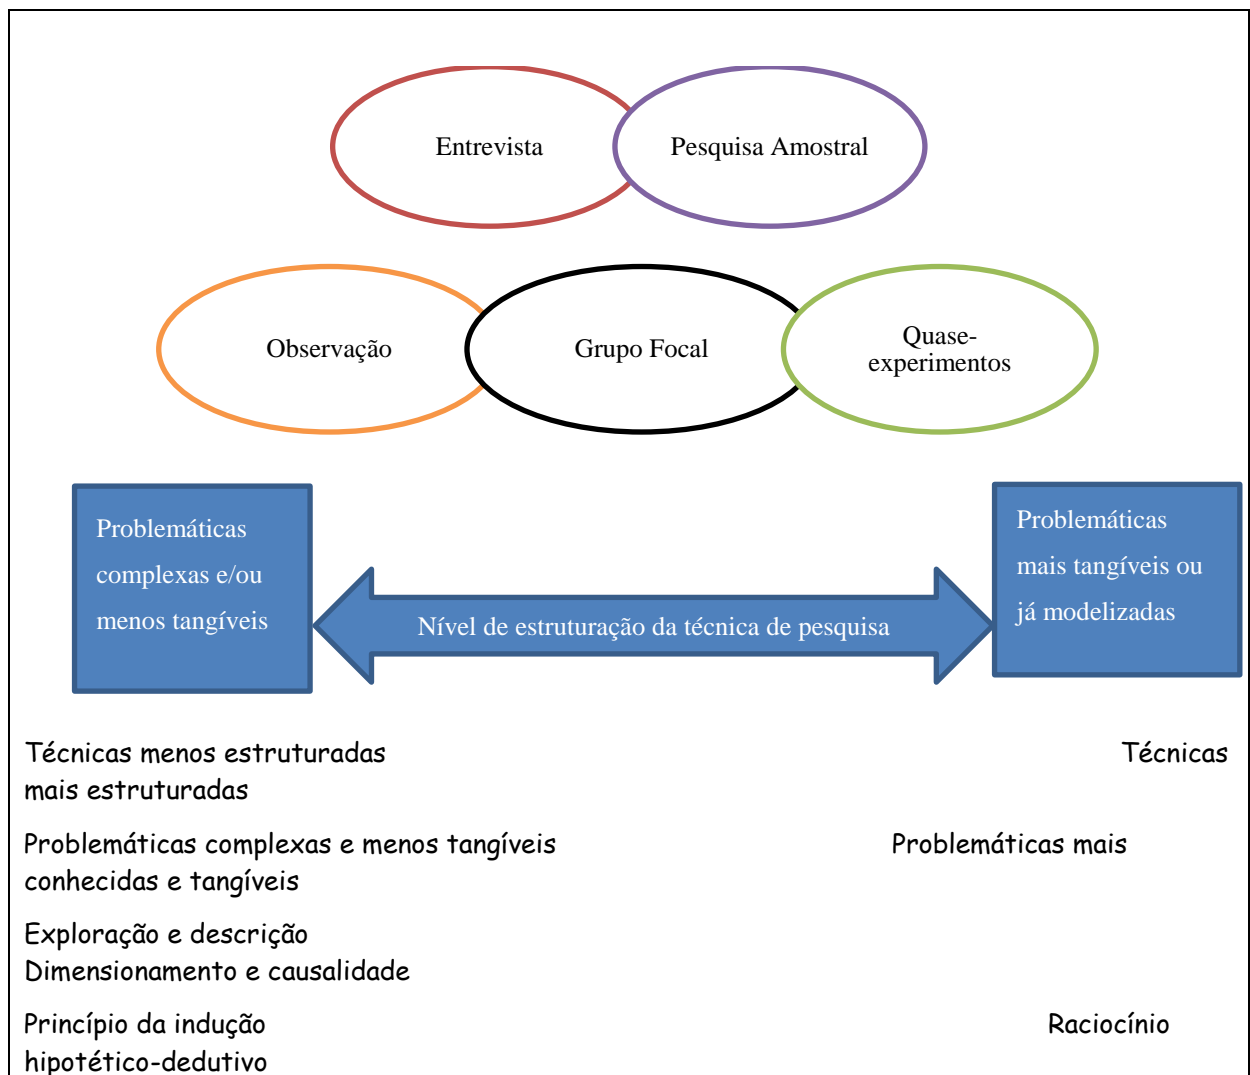 Entrevista
Pesquisa Amostral
Observação
Grupo Focal
Quase-
experimentos
Problemáticas
complexas e/ou
menos tangíveis
Nível de estruturação da técnica de pesquisa
Problemáticas
mais tangíveis ou
já modelizadas
Técnicas menos estruturadas Técnicas
mais estruturadas
Problemáticas complexas e menos tangíveis Problemáticas mais
conhecidas e tangíveis
Exploração e descrição
Dimensionamento e causalidade
Princípio da indução Raciocínio
hipotético-dedutivo